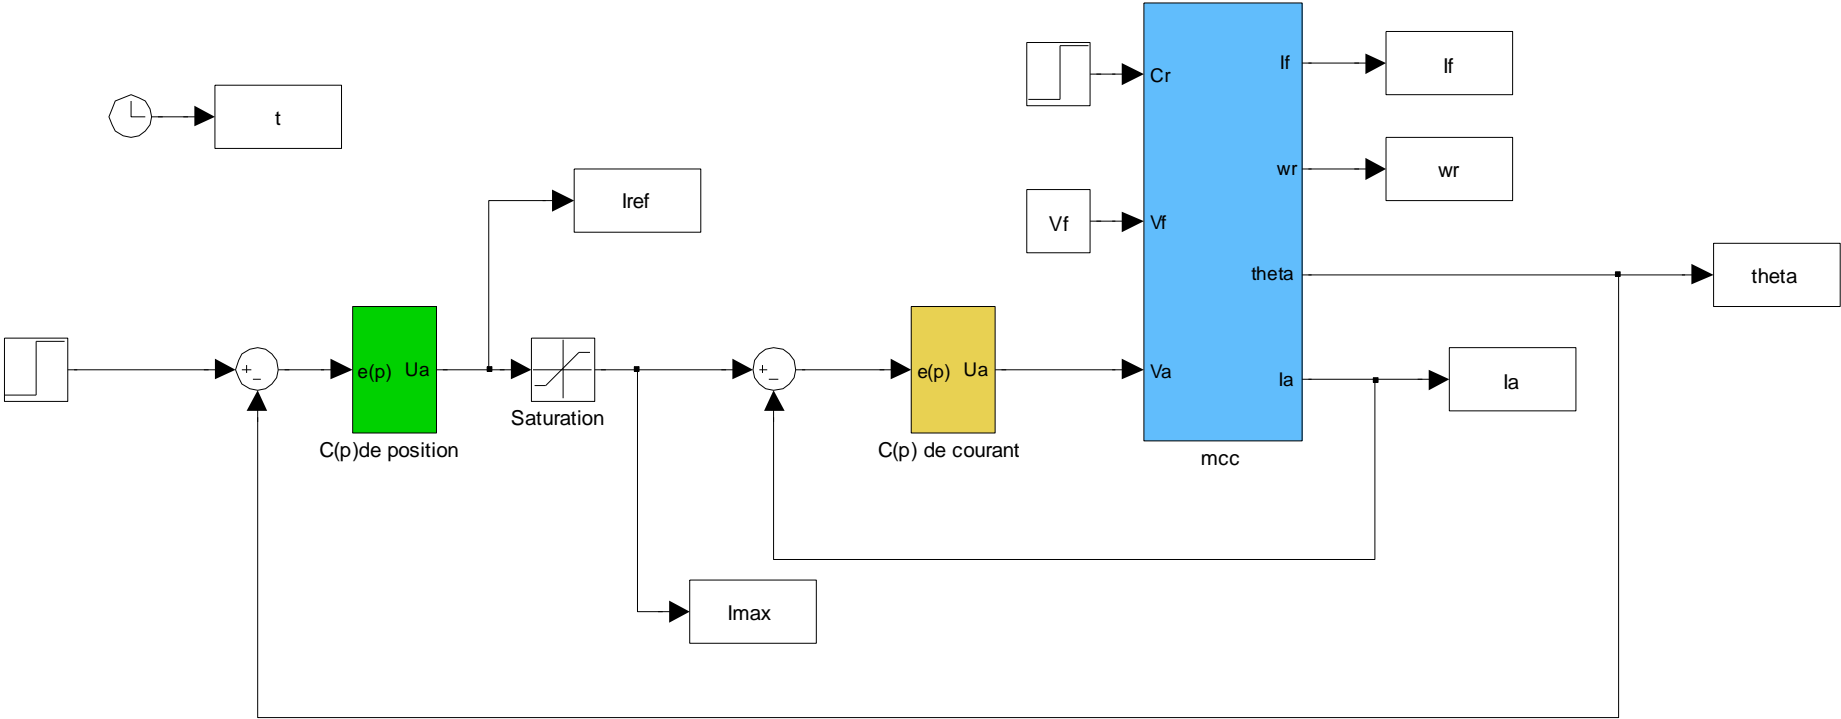 Cr
If
If
t
wr
wr
Iref
Vf
Vf
theta
theta
+
−
e(p) Ua
C(p)de position
Saturation
+
−
e(p) Ua
C(p) de courant
Va
Ia
Ia
mcc
Imax